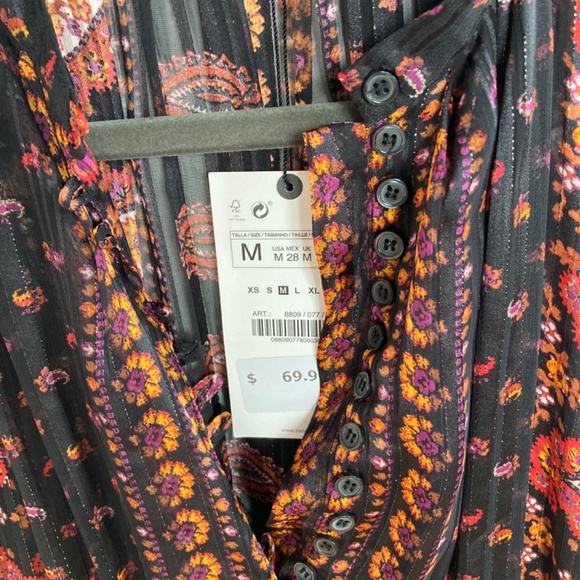 TALLA / SIZE / TAMANHO / TAILLE /
M USA MEX UK
M 28 M
XS S M L XL
ART.: 8809 / 077 /
$ 69.9